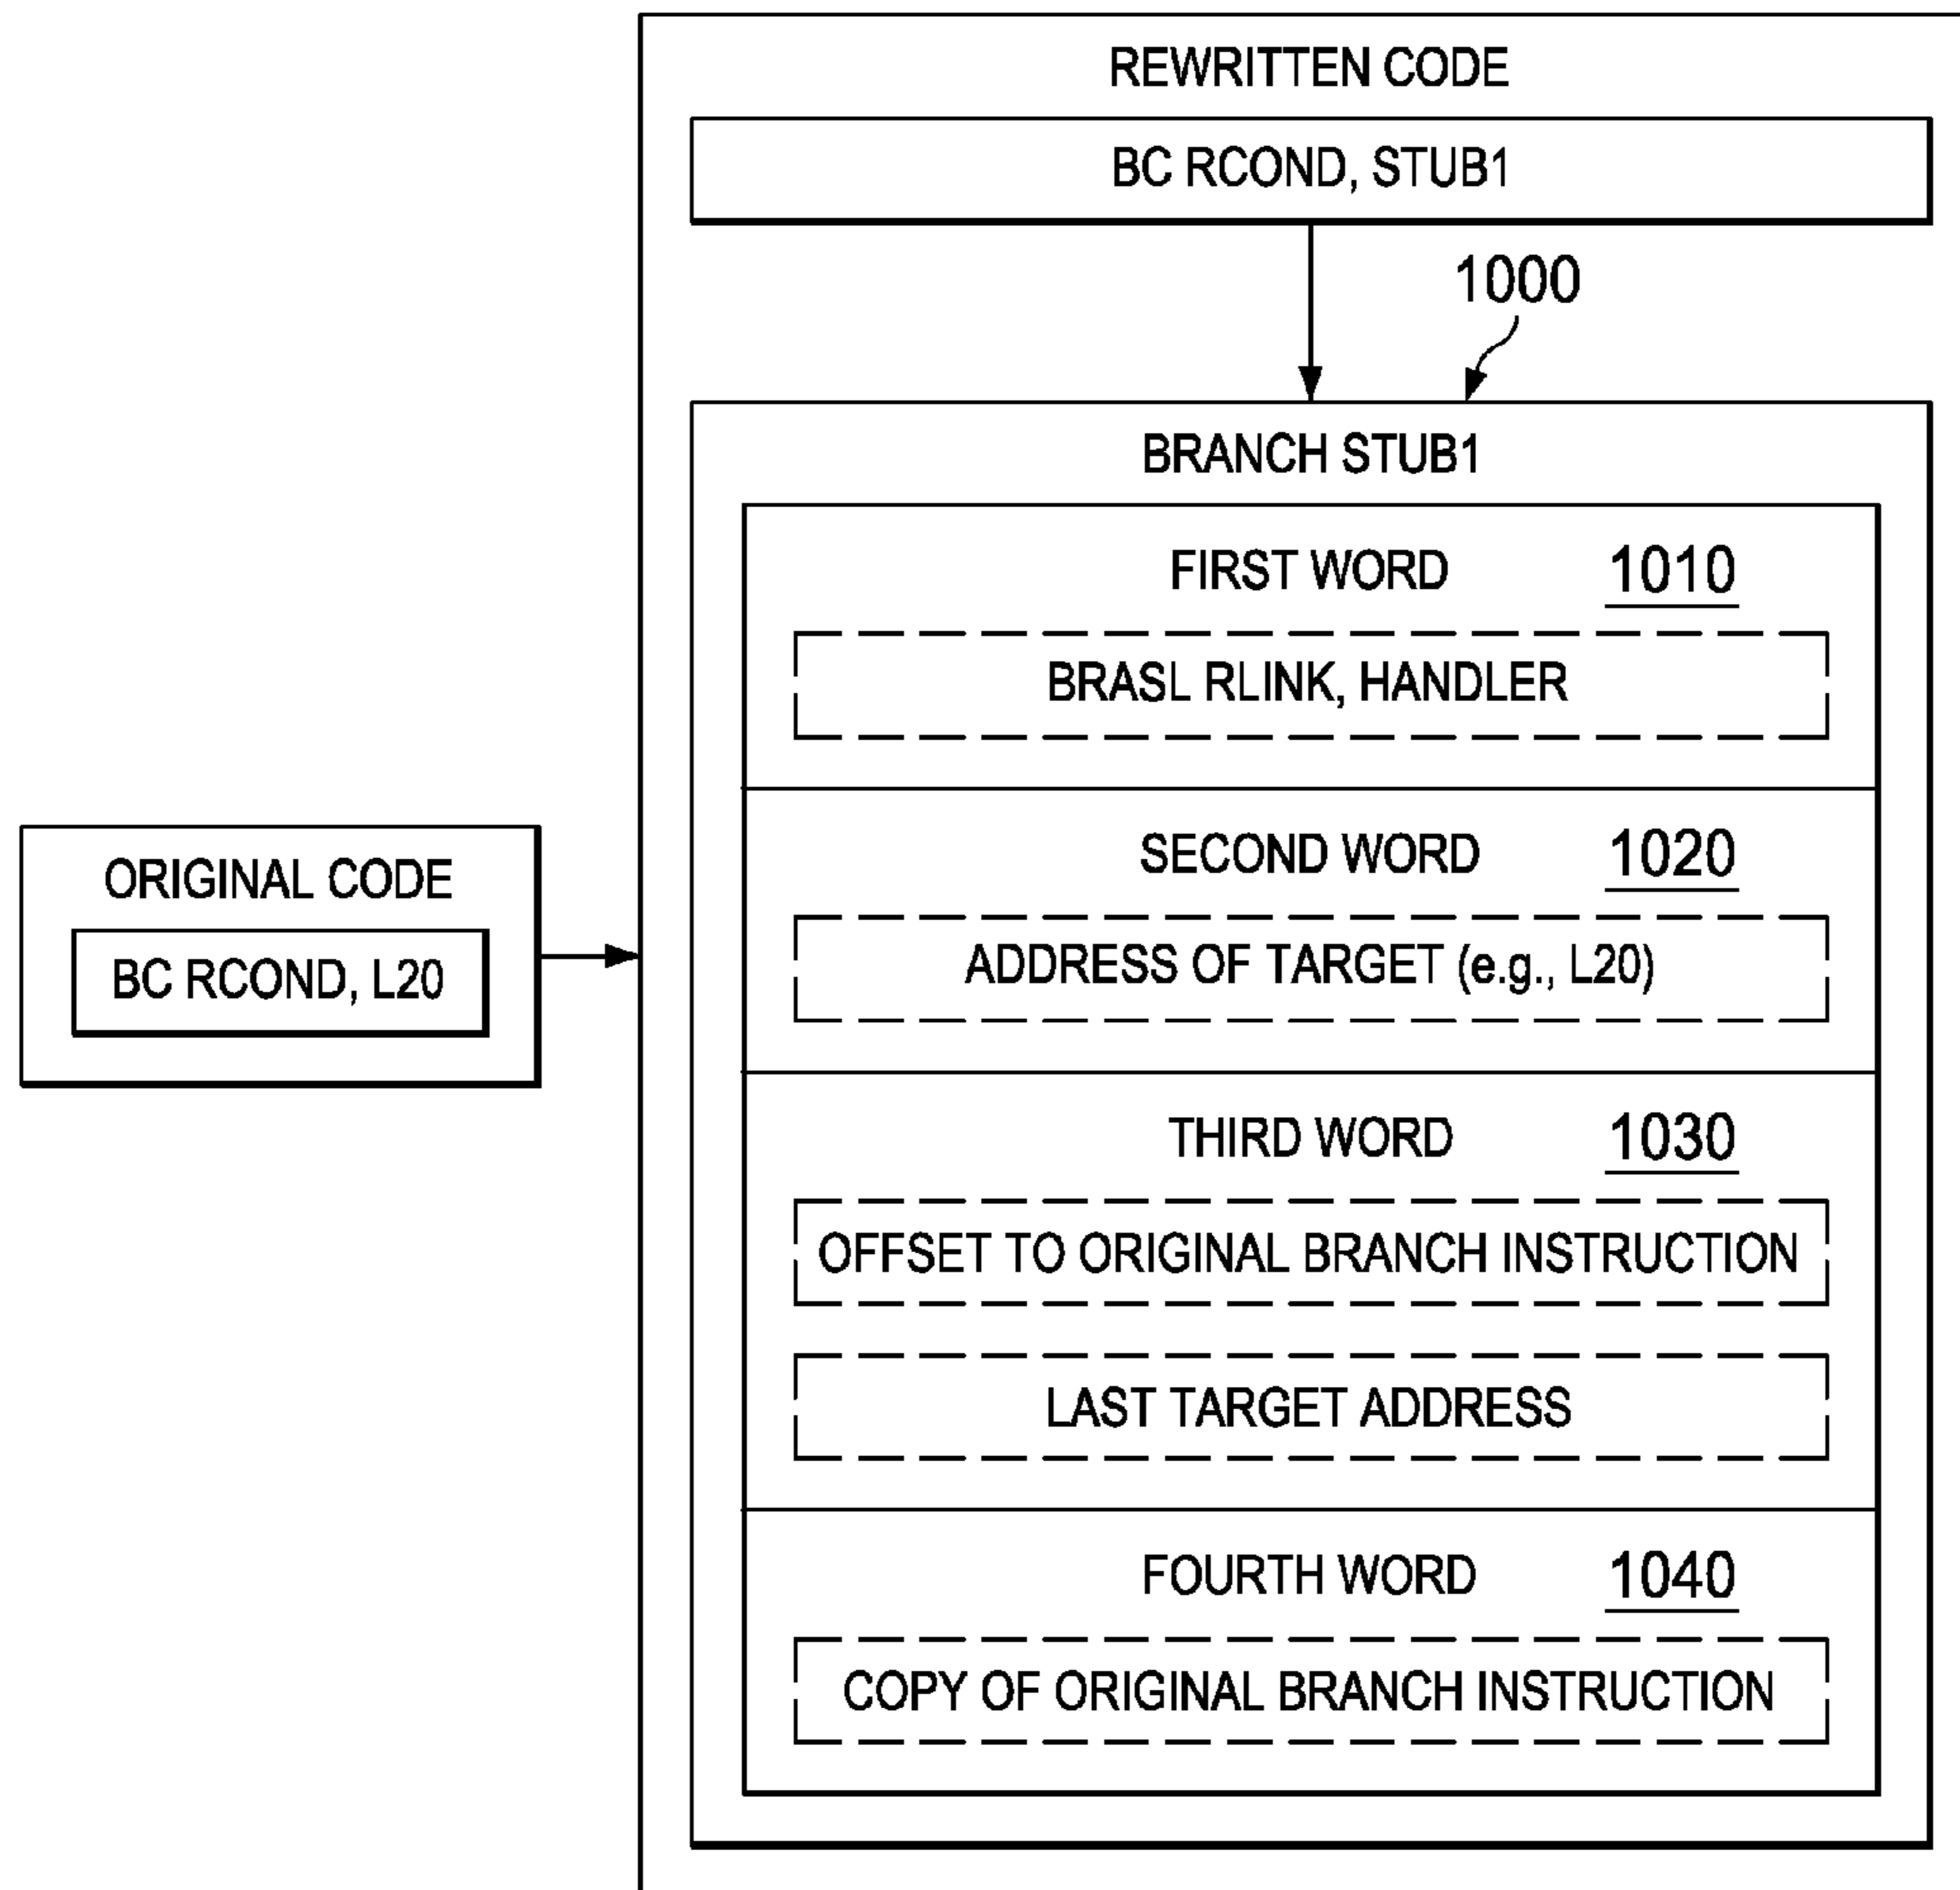 REWRITTEN CODE
BC RCOND, STUB1
1000
BRANCH STUB1
FIRST WORD 1010
BRASL RLINK, HANDLER
SECOND WORD 1020
ADDRESS OF TARGET (e.g., L20)
ORIGINAL CODE
BC RCOND, L20
THIRD WORD 1030
OFFSET TO ORIGINAL BRANCH INSTRUCTION
LAST TARGET ADDRESS
FOURTH WORD 1040
COPY OF ORIGINAL BRANCH INSTRUCTION